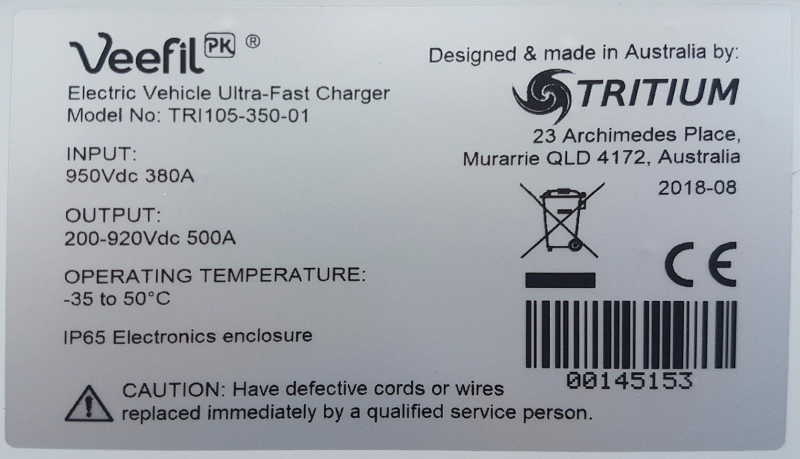 Veefil PK ®
Electric Vehicle Ultra-Fast Charger
Model No: TRI105-350-01
INPUT:
950Vdc 380A
OUTPUT:
200-920Vdc 500A
OPERATING TEMPERATURE:
-35 to 50°C
IP65 Electronics enclosure
Designed & made in Australia by:
TRITIUM
23 Archimedes Place,
Murarrie QLD 4172, Australia
2018-08
CE
00145153
CAUTION: Have defective cords or wires
replaced immediately by a qualified service person.